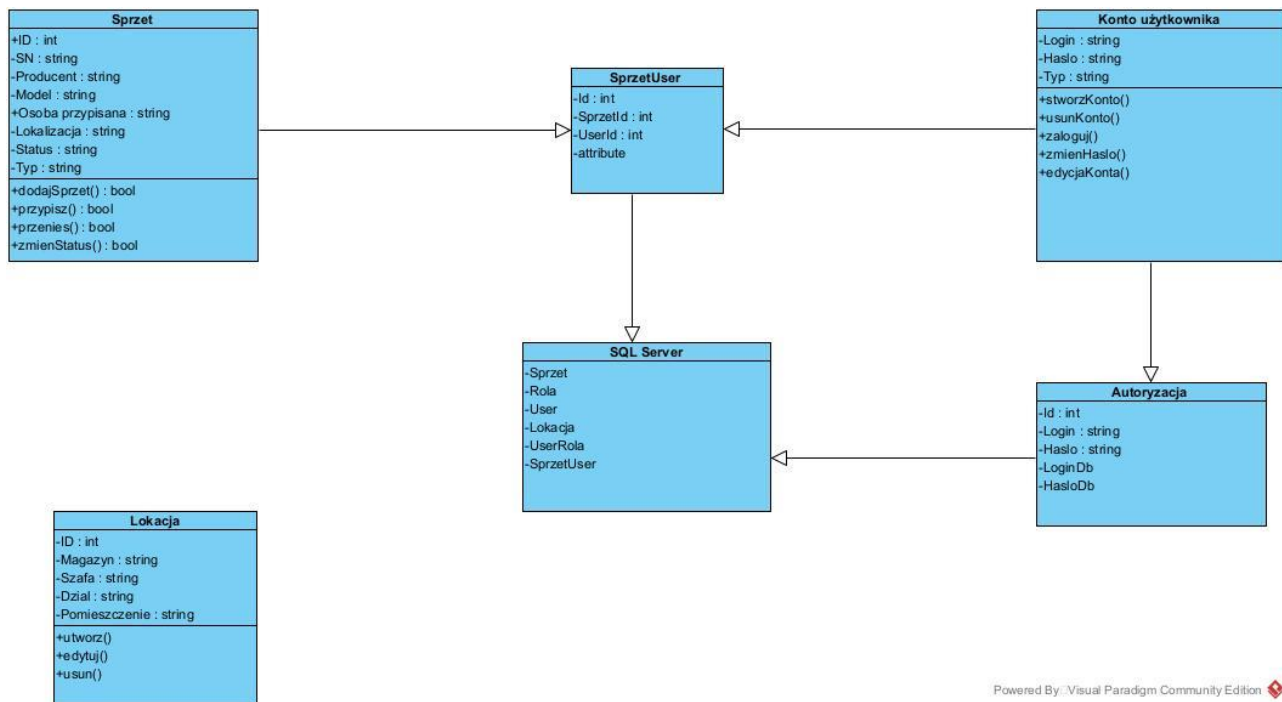 Sprzet
+ID : int
-SN : string
-Producent : string
-Model : string
+Osoba przypisana : string
-Lokalizacja : string
-Status : string
-Typ : string
+dodajSprzet() : bool
+przypisz() : bool
+przenies() : bool
+zmienStatus() : bool
SprzetUser
-Id : int
-SprzetId : int
-UserId : int
-attribute
Konto użytkownika
-Login : string
-Haslo : string
-Typ : string
+stworzKonto()
+usunKonto()
+zaloguj()
+zmienHaslo()
+edycjaKonta()
SQL Server
-Sprzet
-Rola
-User
-Lokacja
-UserRola
-SprzetUser
Autoryzacja
-Id : int
-Login : string
-Haslo : string
-LoginDb
-HasloDb
Lokacja
-ID : int
-Magazyn : string
-Szafa : string
-Dzial : string
-Pomieszczenie : string
+utworz()
+edytuj()
+usun()
Powered By Visual Paradigm Community Edition